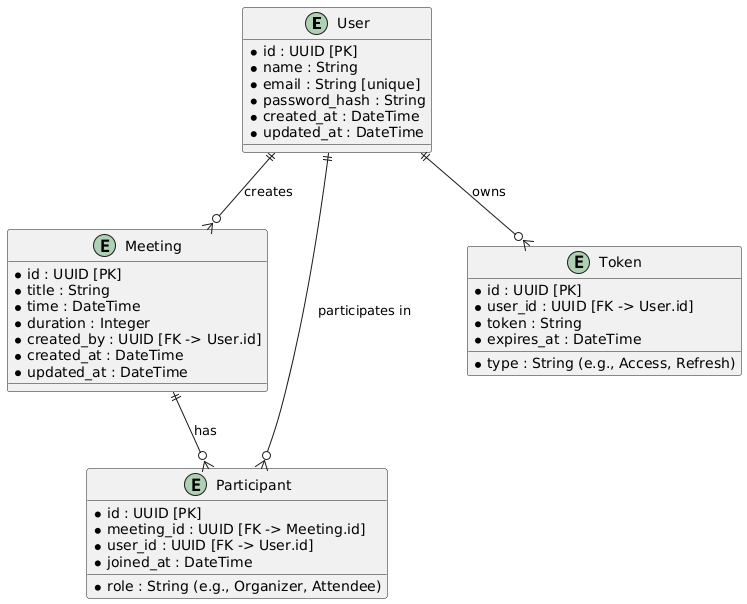 E User
id : UUID [PK]
name : String
email : String [unique]
password_hash : String
created_at : DateTime
updated_at : DateTime
creates
owns
participates in
E Meeting
id : UUID [PK]
title : String
time : DateTime
duration : Integer
created_by : UUID [FK -> User.id]
created_at : DateTime
updated_at : DateTime
E Token
id : UUID [PK]
user_id : UUID [FK -> User.id]
token : String
expires_at : DateTime
type : String (e.g., Access, Refresh)
has
E Participant
id : UUID [PK]
meeting_id : UUID [FK -> Meeting.id]
user_id : UUID [FK -> User.id]
joined_at : DateTime
role : String (e.g., Organizer, Attendee)